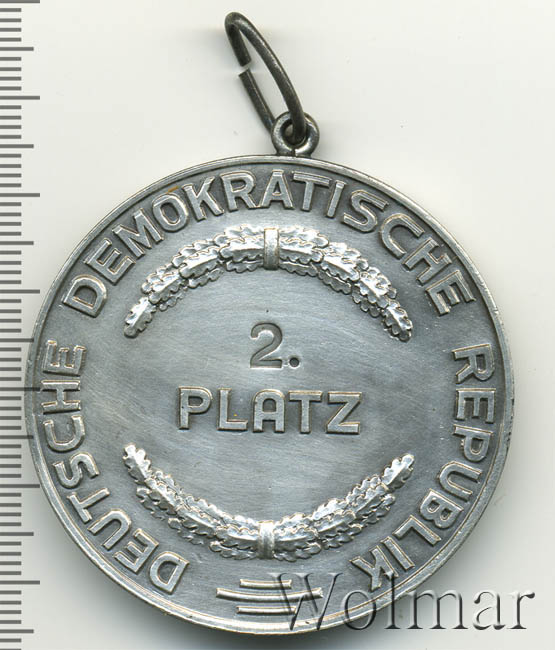 DEUTSCHE DEMOKRATISCHE REPUBLIK
2.
PLATZ
Wolmar